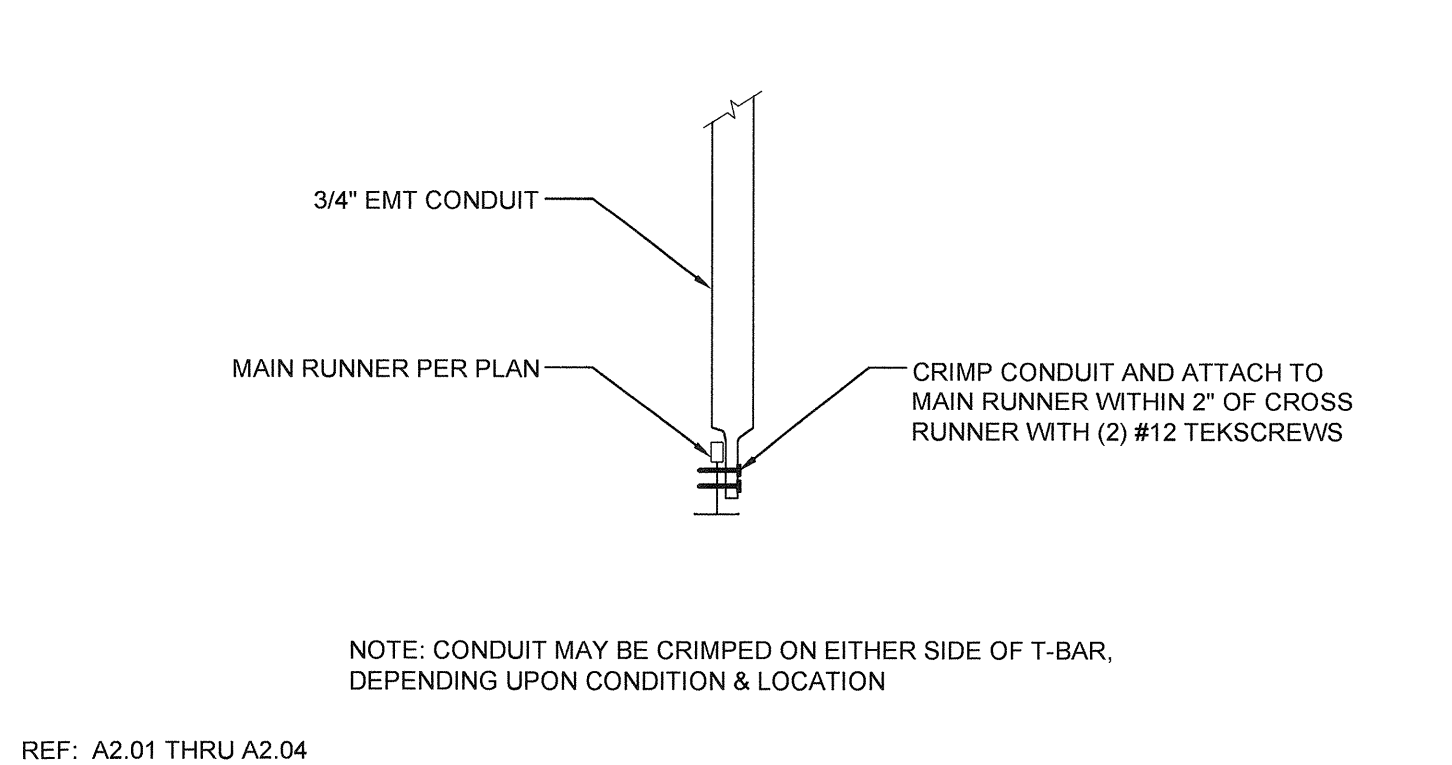 3/4" EMT CONDUIT
MAIN RUNNER PER PLAN
CRIMP CONDUIT AND ATTACH TO
MAIN RUNNER WITHIN 2" OF CROSS
RUNNER WITH (2) #12 TEKSCREWS
NOTE: CONDUIT MAY BE CRIMPED ON EITHER SIDE OF T-BAR,
DEPENDING UPON CONDITION & LOCATION
REF: A2.01 THRU A2.04